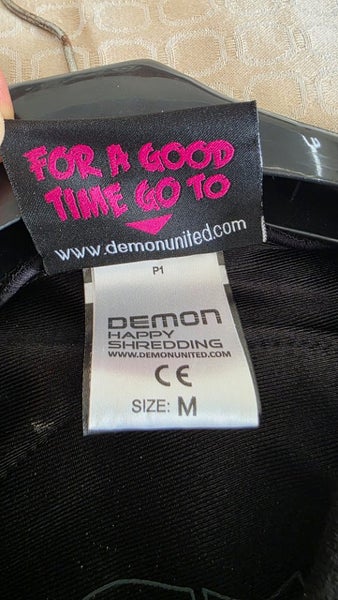 FOR A GOOD
TIME GO TO
www.demonunited.com
P1
DEMON
HAPPY
SHREDDING
WWW.DEMONUNITED.COM
CE
SIZE: M